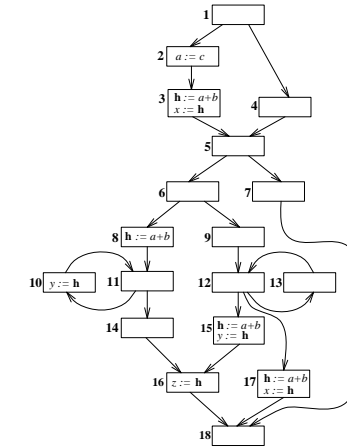 1
2 a := c
3 h := a+b
x := h
4
5
6
7
8 h := a+b
9
10 y := h
11
12
13
14
15 h := a+b
y := h
16 z := h
17 h := a+b
x := h
18